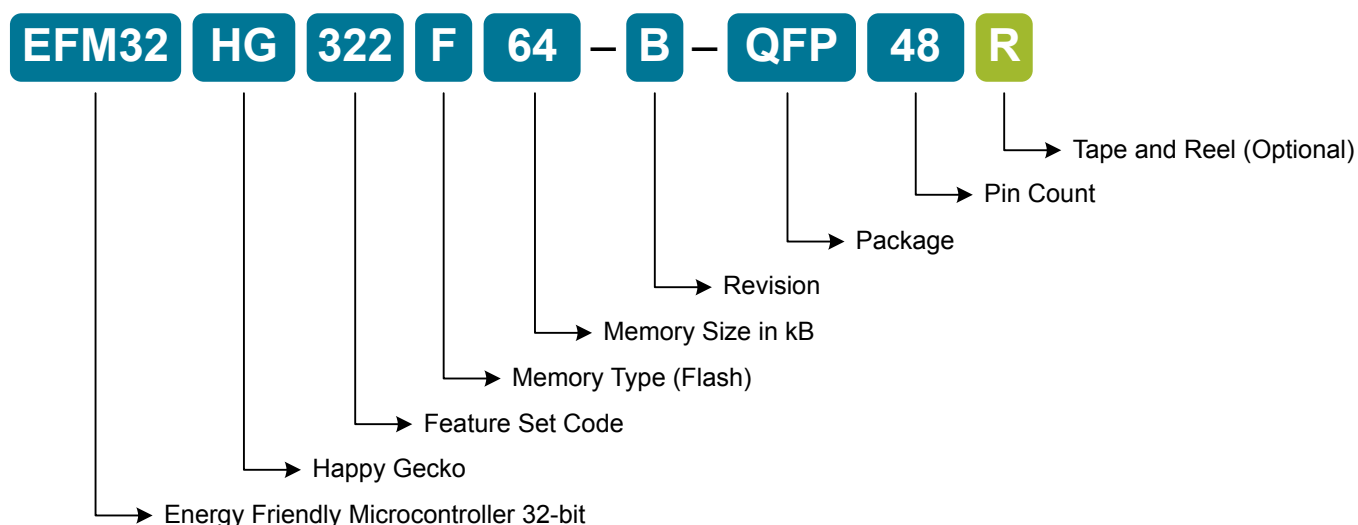 EFM32 HG 322 F 64 – B – QFP 48 R
Tape and Reel (Optional)
Pin Count
Package
Revision
Memory Size in kB
Memory Type (Flash)
Feature Set Code
Happy Gecko
Energy Friendly Microcontroller 32-bit